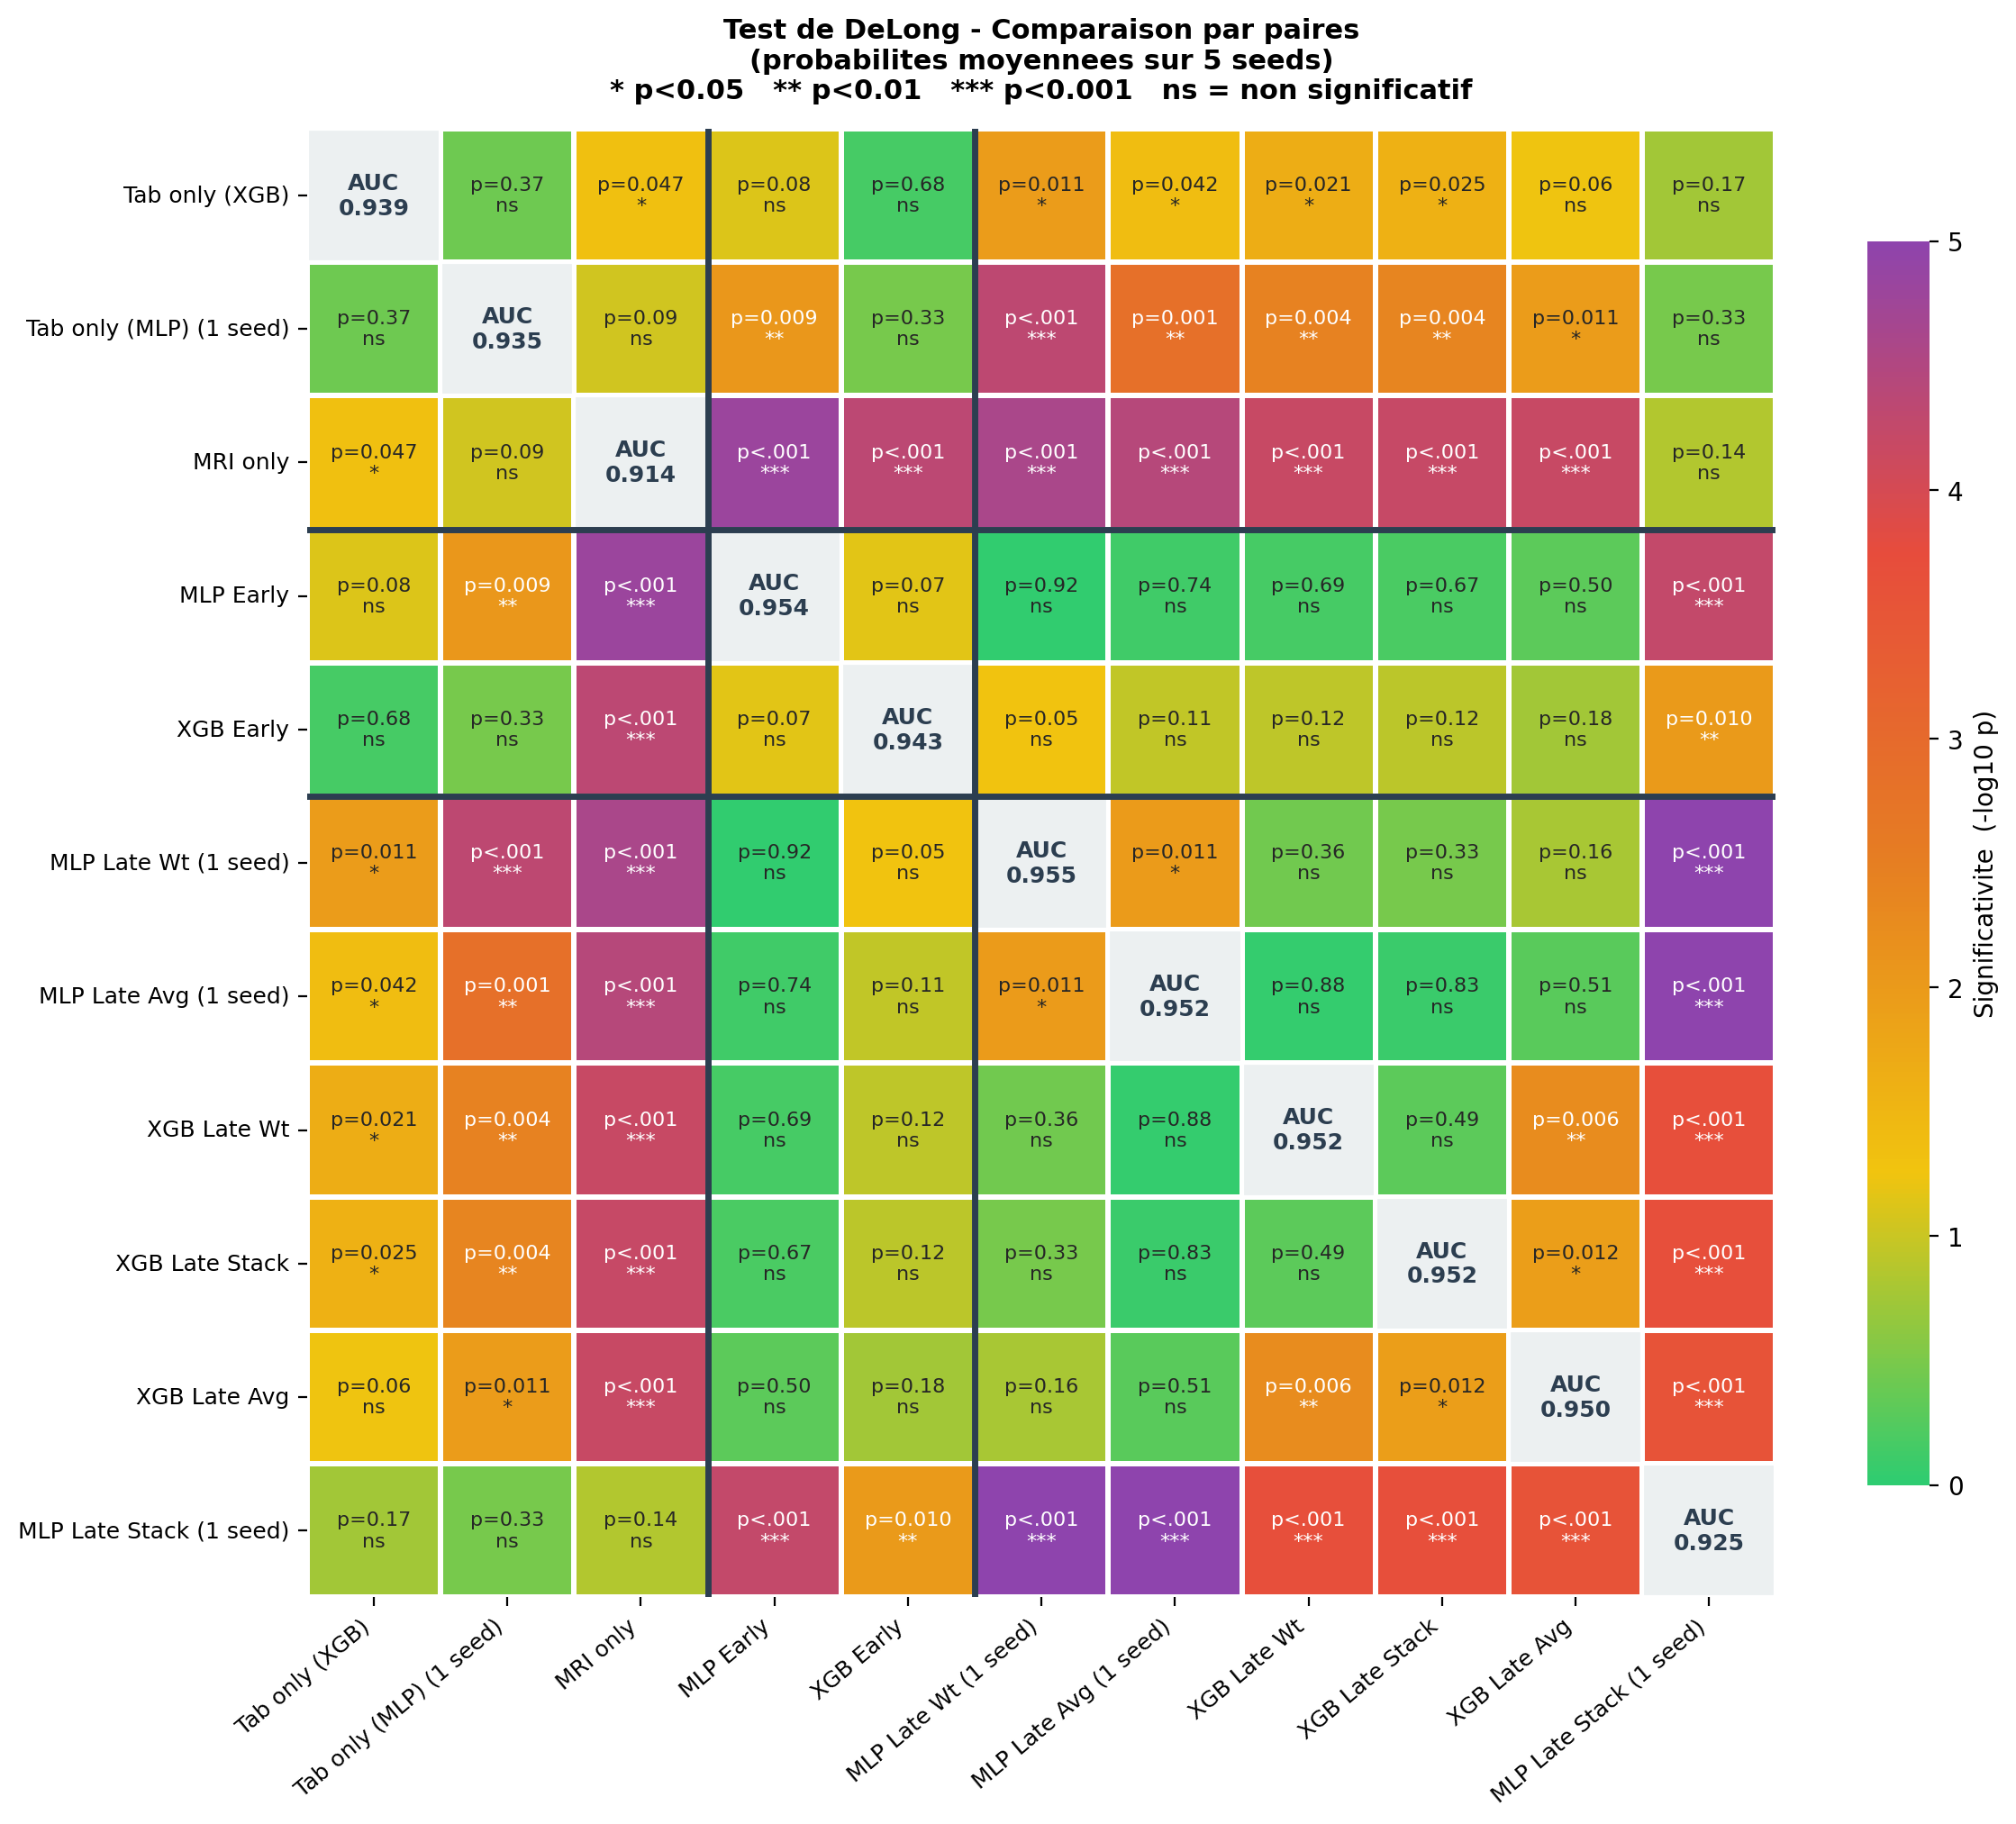 Test de DeLong - Comparaison par paires
(probabilites moyennees sur 5 seeds)
* p<0.05   ** p<0.01   *** p<0.001   ns = non significatif
Tab only (XGB)
AUC 0.939
p=0.37 ns
p=0.047 *
p=0.08 ns
p=0.68 ns
p=0.011 *
p=0.042 *
p=0.021 *
p=0.025 *
p=0.06 ns
p=0.17 ns
Tab only (MLP) (1 seed)
p=0.37 ns
AUC 0.935
p=0.09 ns
p=0.009 **
p=0.33 ns
p<.001 ***
p=0.001 **
p=0.004 **
p=0.004 **
p=0.011 *
p=0.33 ns
MRI only
p=0.047 *
p=0.09 ns
AUC 0.914
p<.001 ***
p<.001 ***
p<.001 ***
p<.001 ***
p<.001 ***
p<.001 ***
p<.001 ***
p=0.14 ns
MLP Early
p=0.08 ns
p=0.009 **
p<.001 ***
AUC 0.954
p=0.07 ns
p=0.92 ns
p=0.74 ns
p=0.69 ns
p=0.67 ns
p=0.50 ns
p<.001 ***
XGB Early
p=0.68 ns
p=0.33 ns
p<.001 ***
p=0.07 ns
AUC 0.943
p=0.05 ns
p=0.11 ns
p=0.12 ns
p=0.12 ns
p=0.18 ns
p=0.010 **
MLP Late Wt (1 seed)
p=0.011 *
p<.001 ***
p<.001 ***
p=0.92 ns
p=0.05 ns
AUC 0.955
p=0.011 *
p=0.36 ns
p=0.33 ns
p=0.16 ns
p<.001 ***
MLP Late Avg (1 seed)
p=0.042 *
p=0.001 **
p<.001 ***
p=0.74 ns
p=0.11 ns
p=0.011 *
AUC 0.952
p=0.88 ns
p=0.83 ns
p=0.51 ns
p<.001 ***
XGB Late Wt
p=0.021 *
p=0.004 **
p<.001 ***
p=0.69 ns
p=0.12 ns
p=0.36 ns
p=0.88 ns
AUC 0.952
p=0.49 ns
p=0.006 **
p<.001 ***
XGB Late Stack
p=0.025 *
p=0.004 **
p<.001 ***
p=0.67 ns
p=0.12 ns
p=0.33 ns
p=0.83 ns
p=0.49 ns
AUC 0.952
p=0.012 *
p<.001 ***
XGB Late Avg
p=0.06 ns
p=0.011 *
p<.001 ***
p=0.50 ns
p=0.18 ns
p=0.16 ns
p=0.51 ns
p=0.006 **
p=0.012 *
AUC 0.950
p<.001 ***
MLP Late Stack (1 seed)
p=0.17 ns
p=0.33 ns
p=0.14 ns
p<.001 ***
p=0.010 **
p<.001 ***
p<.001 ***
p<.001 ***
p<.001 ***
p<.001 ***
AUC 0.925
Tab only (XGB)
Tab only (MLP) (1 seed)
MRI only
MLP Early
XGB Early
MLP Late Wt (1 seed)
MLP Late Avg (1 seed)
XGB Late Wt
XGB Late Stack
XGB Late Avg
MLP Late Stack (1 seed)
5
4
3
2
1
0
Significativite  (-log10 p)